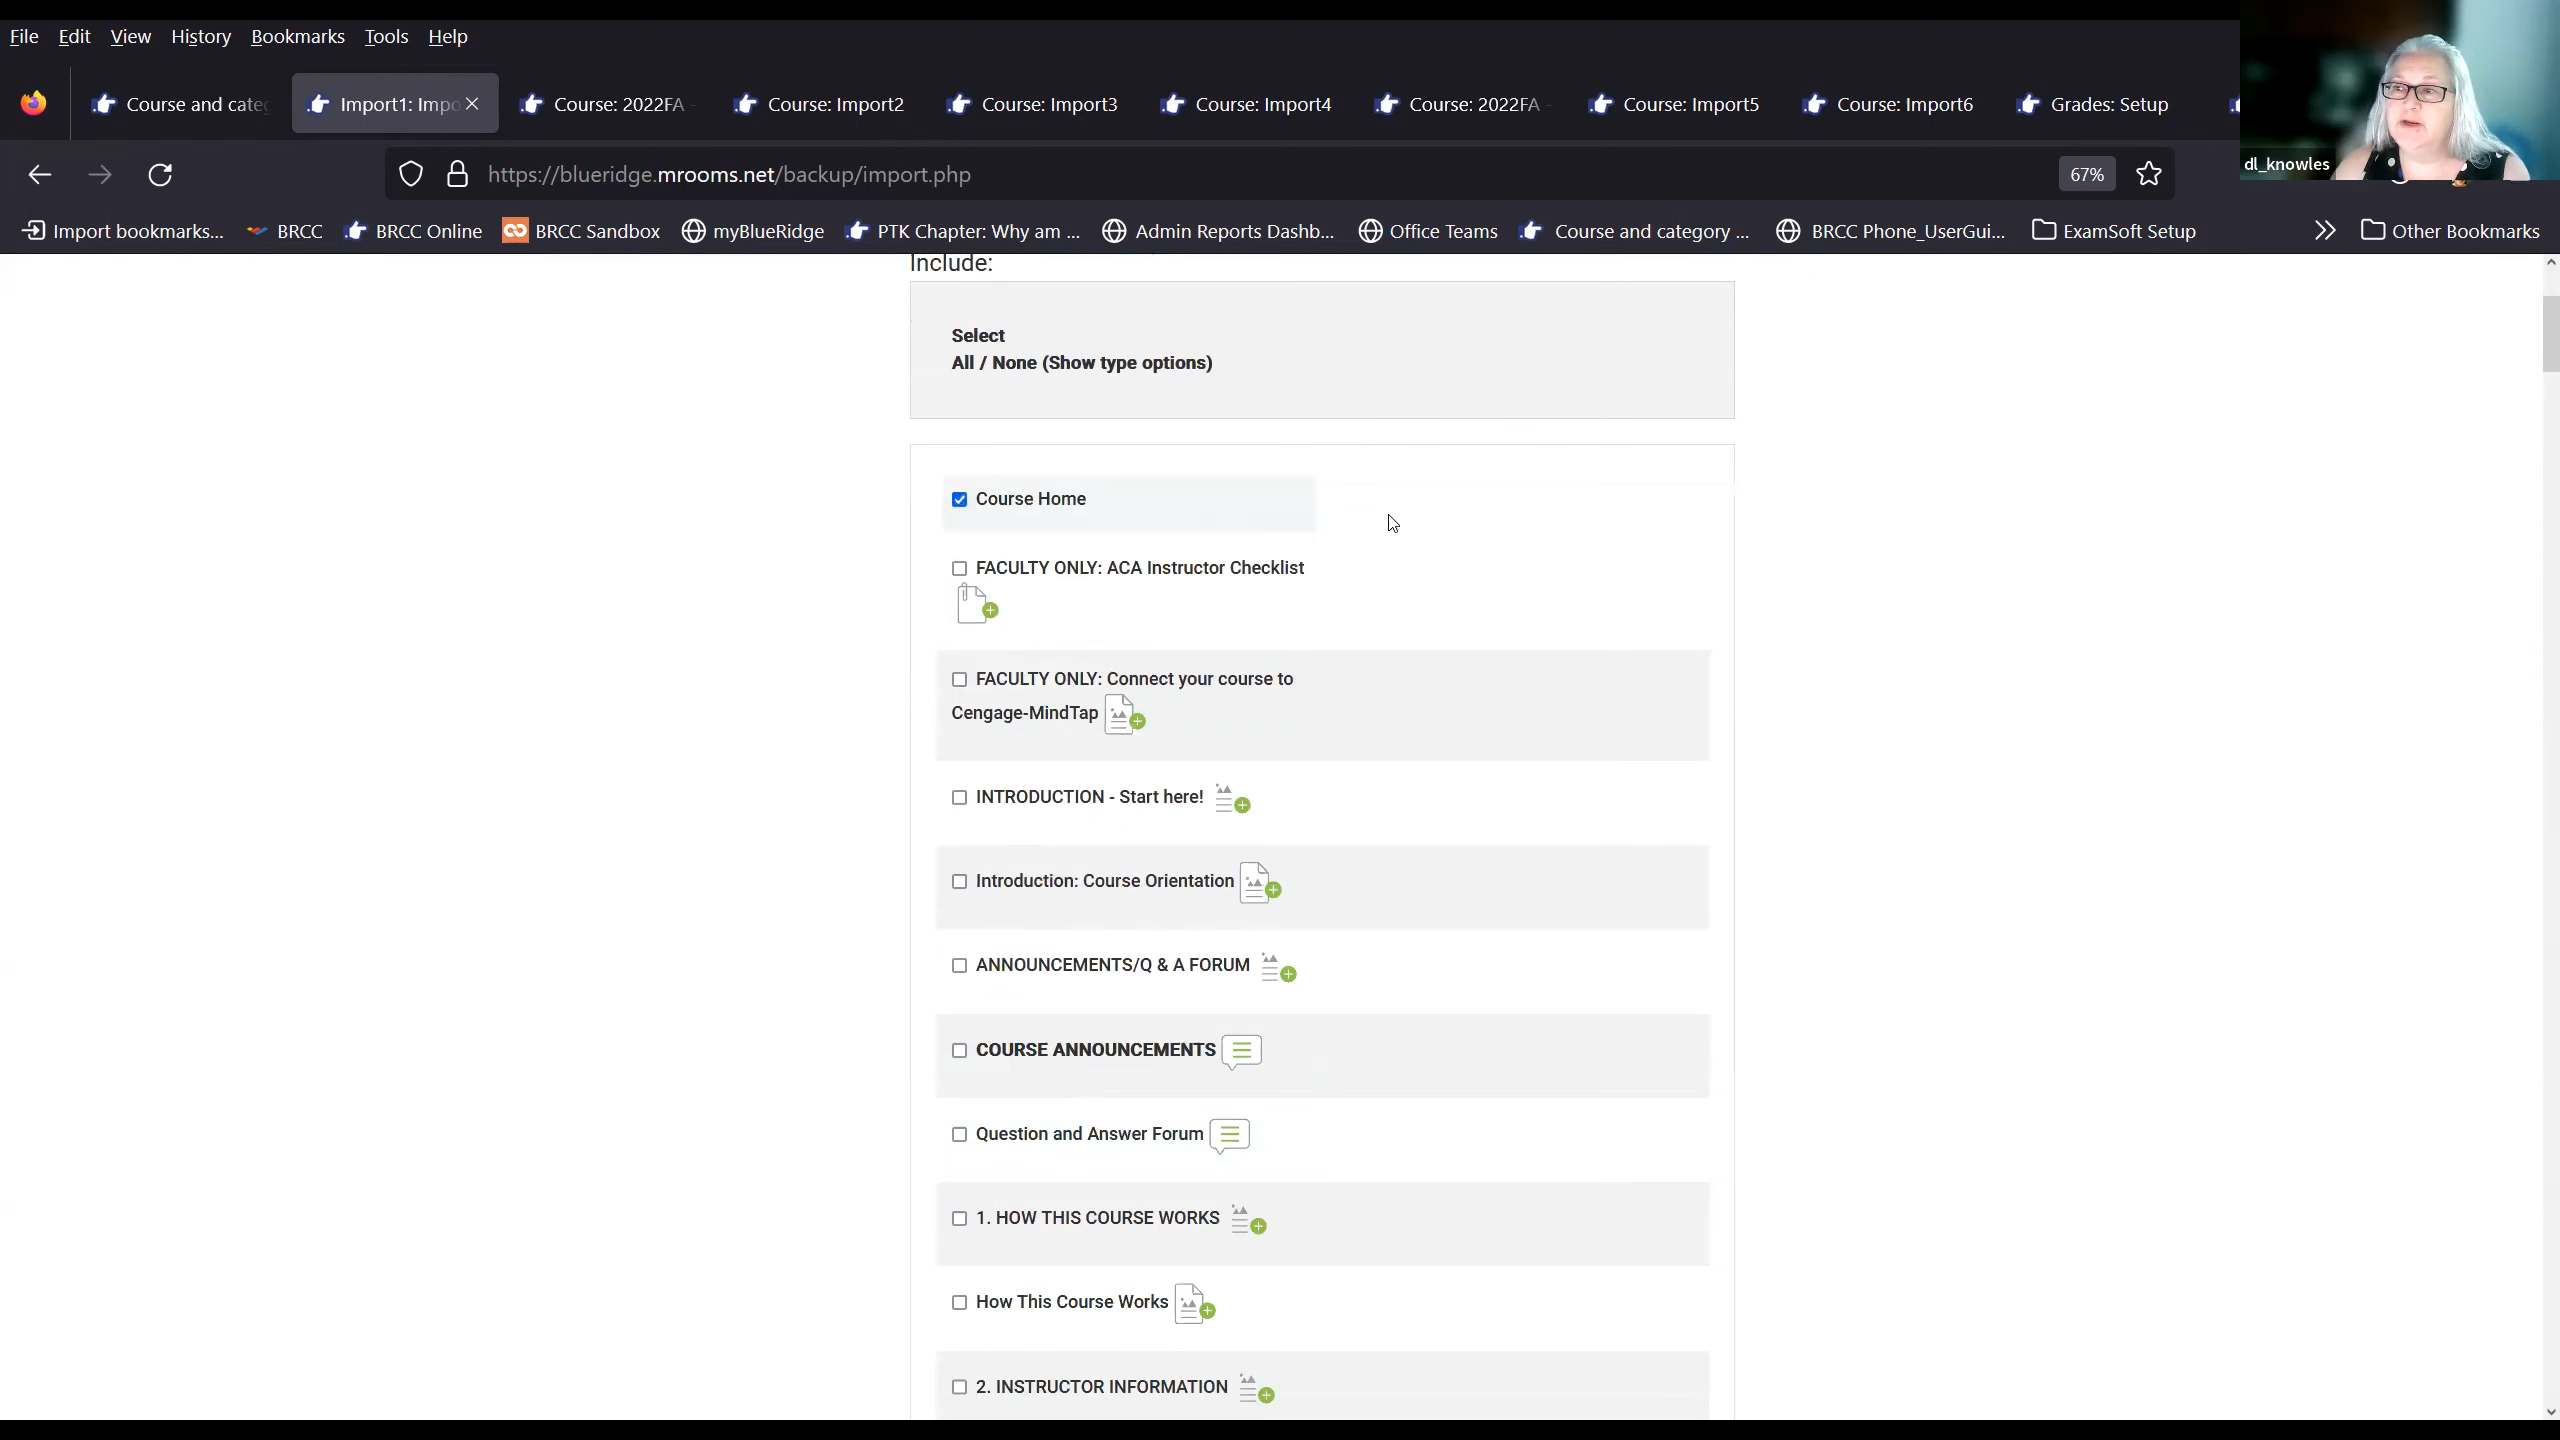 File Edit View History Bookmarks Tools Help
Course and categ Import1: Impo Course: 2022FA - Course: Import2 Course: Import3 Course: Import4 Course: 2022FA - Course: Import5 Course: Import6 Grades: Setup
https://blueridge.mrooms.net/backup/import.php 67%
dl_knowles
Import bookmarks... BRCC BRCC Online BRCC Sandbox myBlueRidge PTK Chapter: Why am ... Admin Reports Dashb... Office Teams Course and category ... BRCC Phone_UserGui... ExamSoft Setup Other Bookmarks
Include:
Select
All / None (Show type options)
Course Home
FACULTY ONLY: ACA Instructor Checklist
FACULTY ONLY: Connect your course to
Cengage-MindTap
INTRODUCTION - Start here!
Introduction: Course Orientation
ANNOUNCEMENTS/Q & A FORUM
COURSE ANNOUNCEMENTS
Question and Answer Forum
1. HOW THIS COURSE WORKS
How This Course Works
2. INSTRUCTOR INFORMATION